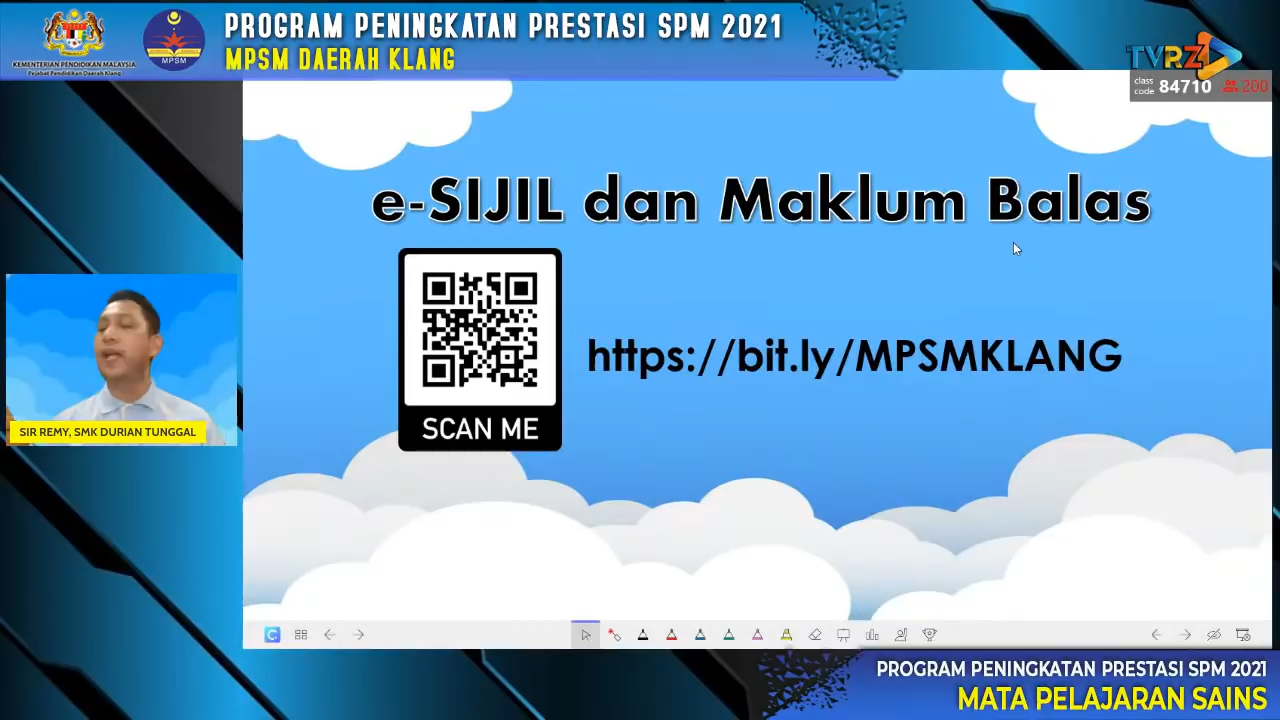 KEMENTERIAN PENDIDIKAN MALAYSIA
Pejabat Pendidikan Daerah Klang
MPSM
PROGRAM PENINGKATAN PRESTASI SPM 2021
MPSM DAERAH KLANG
TVRZ
class code 84710 200
e-SIJIL dan Maklum Balas
SCAN ME
https://bit.ly/MPSMKLANG
SIR REMY, SMK DURIAN TUNGGAL
C
PROGRAM PENINGKATAN PRESTASI SPM 2021
MATA PELAJARAN SAINS